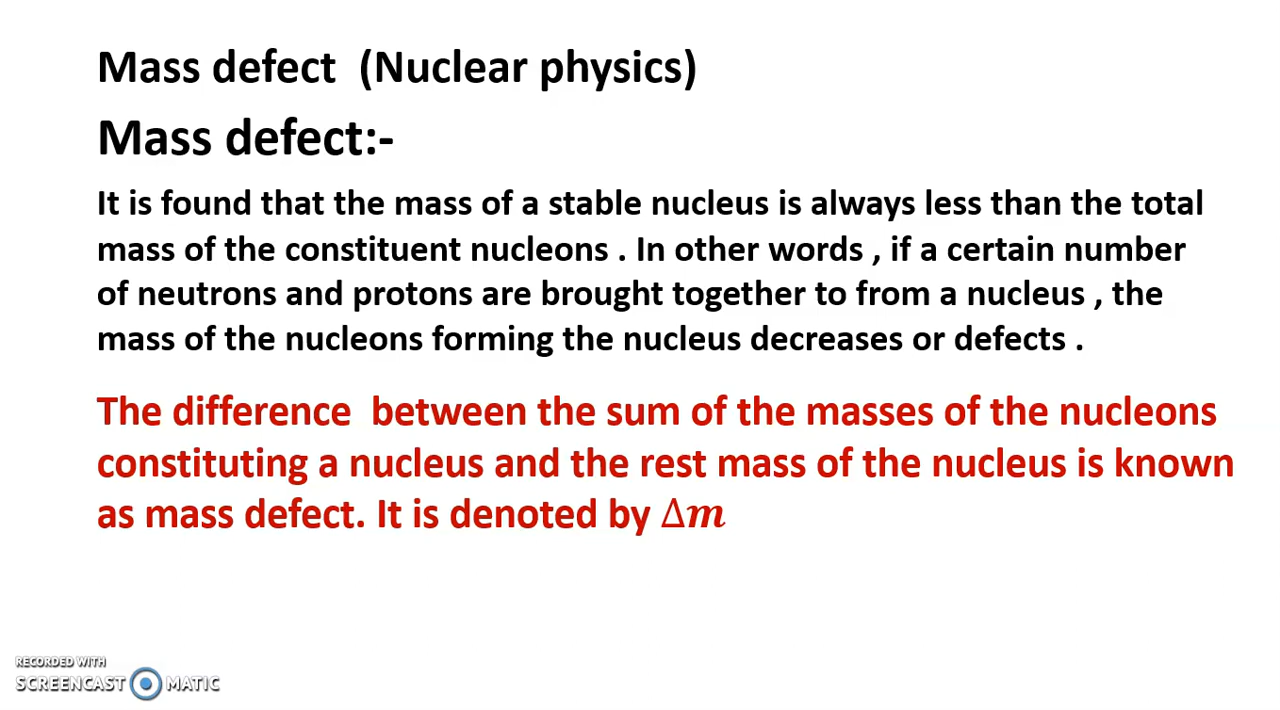 Mass defect  (Nuclear physics)
Mass defect:-
It is found that the mass of a stable nucleus is always less than the total
mass of the constituent nucleons . In other words , if a certain number
of neutrons and protons are brought together to from a nucleus , the
mass of the nucleons forming the nucleus decreases or defects .
The difference  between the sum of the masses of the nucleons
constituting a nucleus and the rest mass of the nucleus is known
as mass defect. It is denoted by Δm
RECORDED WITH
SCREENCAST MATIC